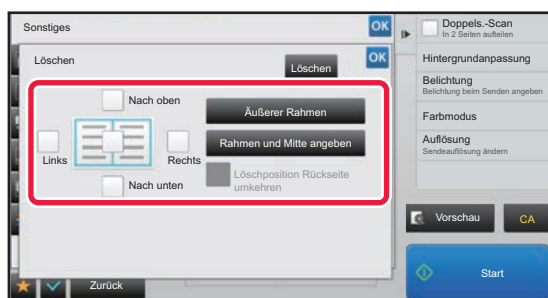 Sonstiges
OK
Löschen
Löschen
OK
Nach oben
Links
Rechts
Nach unten
Äußerer Rahmen
Rahmen und Mitte angeben
Löschposition Rückseite
umkehren
Zurück
Doppels.-Scan
In 2 Seiten aufteilen
Hintergrundanpassung
Belichtung
Belichtung beim Senden angeben
Farbmodus
Auflösung
Sendeauflösung ändern
Vorschau
CA
Start